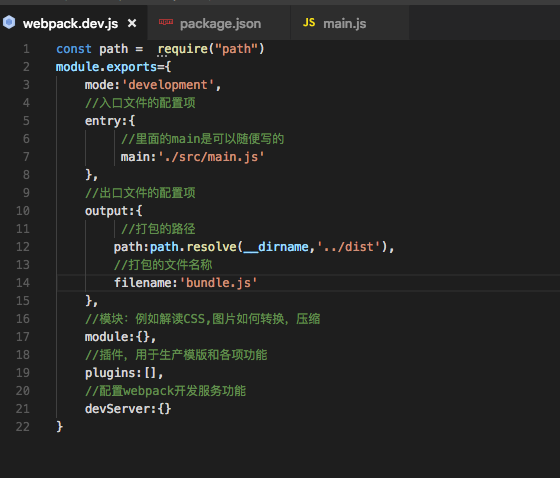 webpack.dev.js × package.json JS main.js
1 const path =  require("path")
2 module.exports={
3 mode:'development',
4 //入口文件的配置项
5 entry:{
6 //里面的main是可以随便写的
7 main:'./src/main.js'
8 },
9 //出口文件的配置项
10 output:{
11 //打包的路径
12 path:path.resolve(__dirname,'../dist'),
13 //打包的文件名称
14 filename:'bundle.js'
15 },
16 //模块：例如解读CSS,图片如何转换，压缩
17 module:{},
18 //插件，用于生产模版和各项功能
19 plugins:[],
20 //配置webpack开发服务功能
21 devServer:{}
22 }